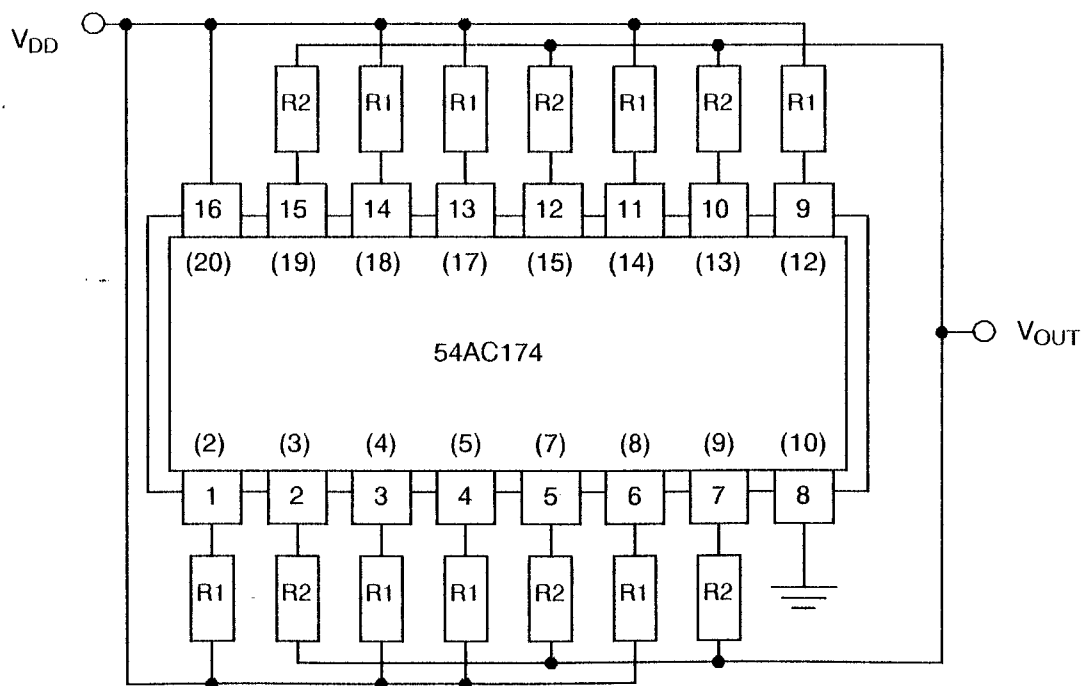 V_DD
R2 R1 R1 R2 R1 R2 R1
16 15 14 13 12 11 10 9
(20) (19) (18) (17) (15) (14) (13) (12)
V_OUT
54AC174
(2) (3) (4) (5) (7) (8) (9) (10)
1 2 3 4 5 6 7 8
R1 R2 R1 R1 R2 R1 R2